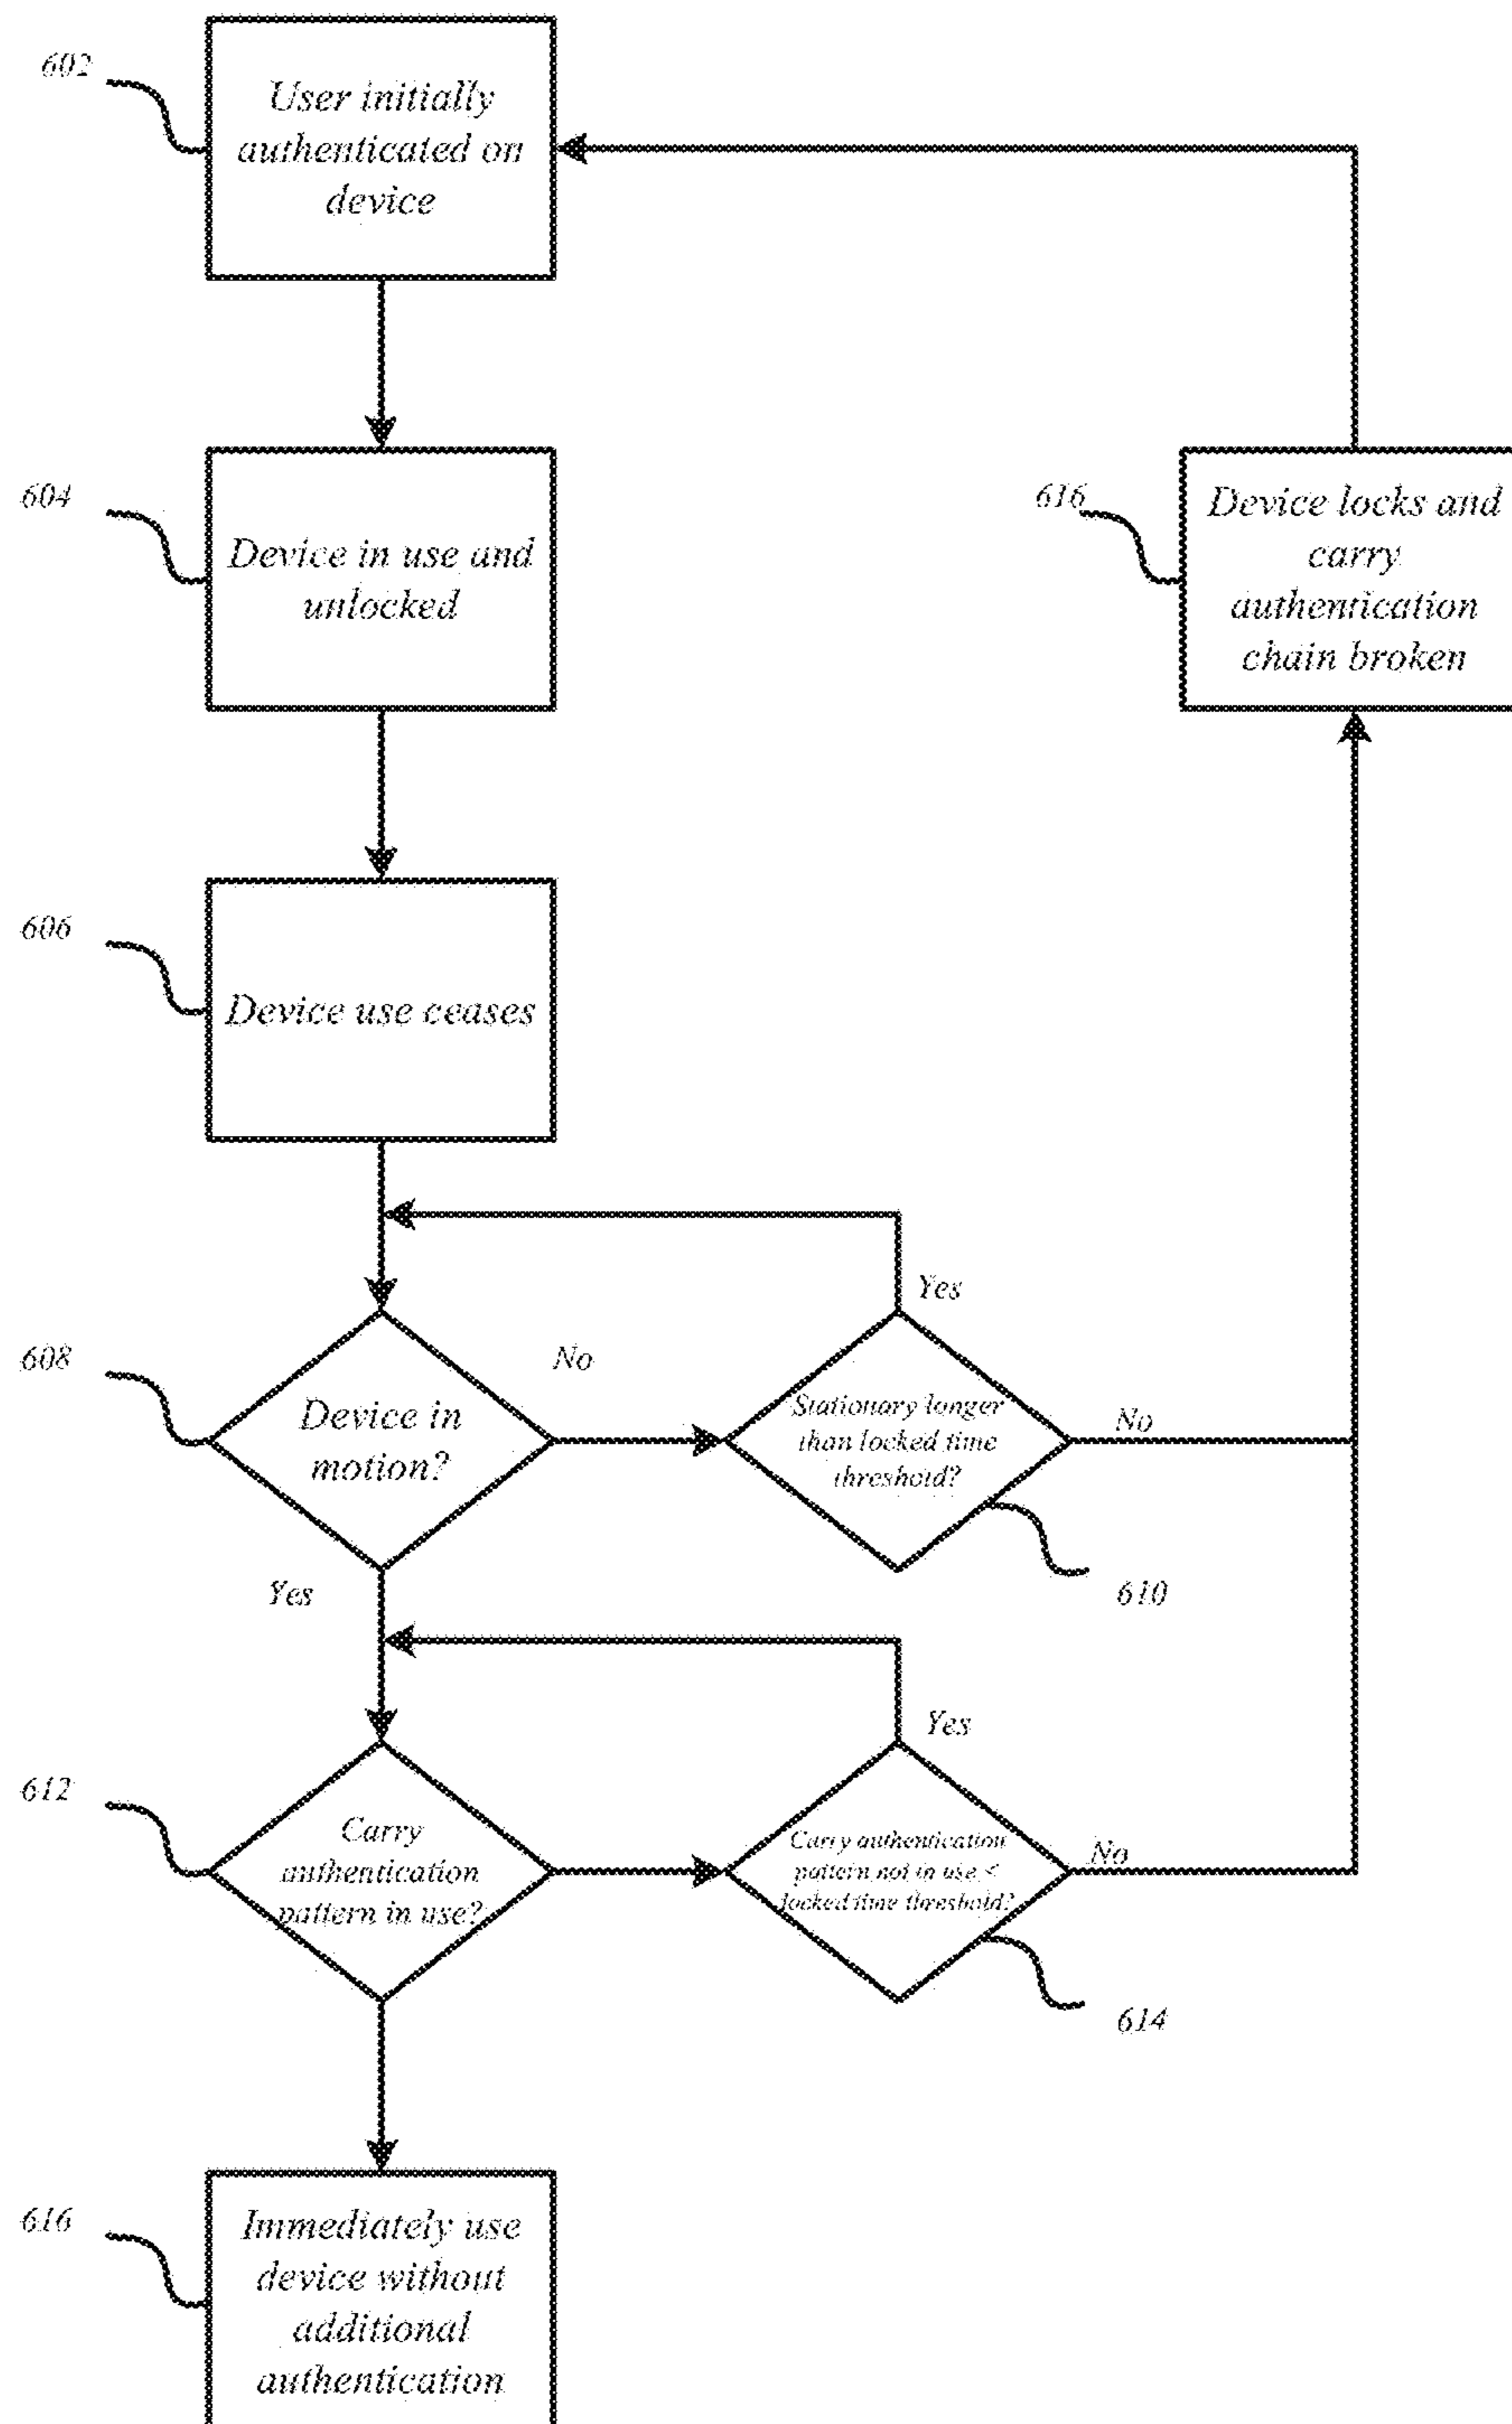 602
User initially
authenticated on
device
604
Device in use and
unlocked
616
Device locks and
carry
authentication
chain broken
606
Device use ceases
608
Device in
motion?
No
Yes
Stationary longer
than locked time
threshold?
Yes
No
610
612
Carry
authentication
pattern in use?
Carry authentication
pattern not in use <
locked time threshold?
Yes
No
614
616
Immediately use
device without
additional
authentication